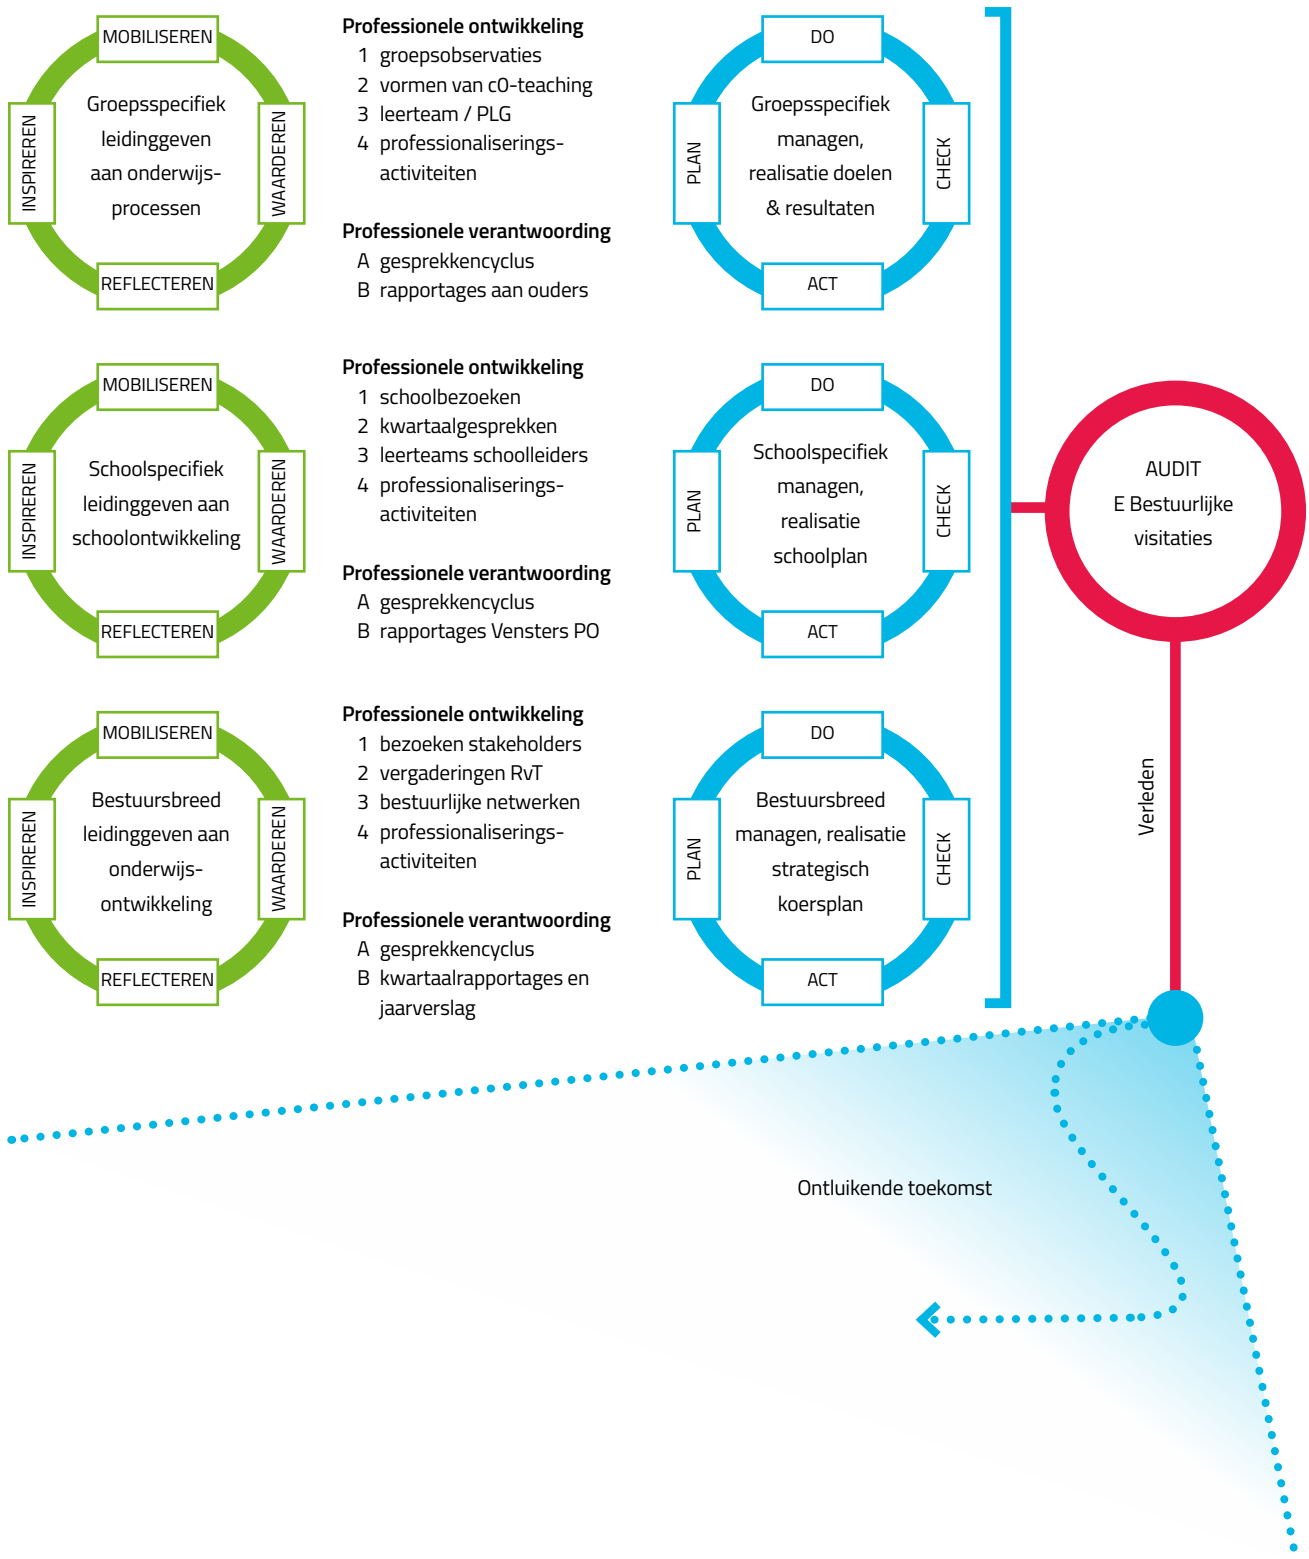 MOBILISEREN
INSPIREREN
Groepsspecifiek
leidinggeven
aan onderwijs-
processen
WAARDEREN
REFLECTEREN
Professionele ontwikkeling
1 groepsobservaties
2 vormen van c0-teaching
3 leerteam / PLG
4 professionaliserings-
activiteiten
Professionele verantwoording
A gesprekkencyclus
B rapportages aan ouders
DO
PLAN
Groepsspecifiek
managen,
realisatie doelen
& resultaten
CHECK
ACT
MOBILISEREN
INSPIREREN
Schoolspecifiek
leidinggeven aan
schoolontwikkeling
WAARDEREN
REFLECTEREN
Professionele ontwikkeling
1 schoolbezoeken
2 kwartaalgesprekken
3 leerteams schoolleiders
4 professionaliserings-
activiteiten
Professionele verantwoording
A gesprekkencyclus
B rapportages Vensters PO
DO
PLAN
Schoolspecifiek
managen,
realisatie
schoolplan
CHECK
ACT
MOBILISEREN
INSPIREREN
Bestuursbreed
leidinggeven aan
onderwijs-
ontwikkeling
WAARDEREN
REFLECTEREN
Professionele ontwikkeling
1 bezoeken stakeholders
2 vergaderingen RvT
3 bestuurlijke netwerken
4 professionaliserings-
activiteiten
Professionele verantwoording
A gesprekkencyclus
B kwartaalrapportages en
jaarverslag
DO
PLAN
Bestuursbreed
managen, realisatie
strategisch
koersplan
CHECK
ACT
AUDIT
E Bestuurlijke
visitaties
Verleden
Ontluikende toekomst